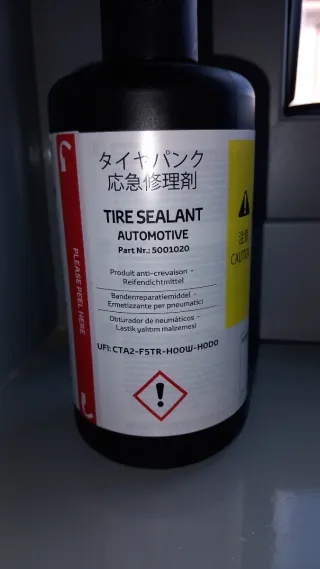 タイヤパンク
応急修理剤
TIRE SEALANT
AUTOMOTIVE
Part Nr.: 5001020
Produit anti-crevaison -
Reifendichtmittel
Bandenreparatiemiddel -
Ermetizzante per pneumatici
Obturador de neumáticos -
Lastik yalıtım malzemesi
UFI: CTA2-F5TR-H00W-H0D0
PLEASE PEEL HERE
注意
CAUTION